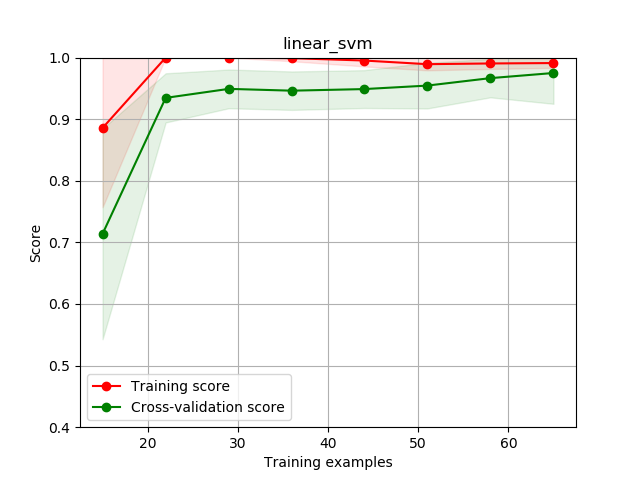 linear_svm
1.0
0.9
0.8
0.7
0.6
0.5
0.4
Score
Training score
Cross-validation score
20 30 40 50 60
Training examples